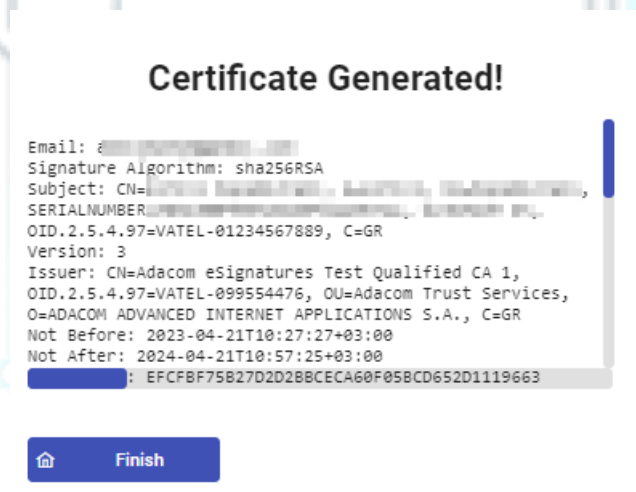 Certificate Generated!
Email:
Signature Algorithm: sha256RSA
Subject: CN=
SERIALNUMBER
OID.2.5.4.97=VATEL-01234567889, C=GR
Version: 3
Issuer: CN=Adacom eSignatures Test Qualified CA 1,
OID.2.5.4.97=VATEL-099554476, OU=Adacom Trust Services,
O=ADACOM ADVANCED INTERNET APPLICATIONS S.A., C=GR
Not Before: 2023-04-21T10:27:27+03:00
Not After: 2024-04-21T10:57:25+03:00
: EFCFBF75B27D2D2BBCECA60F05BCD652D1119663
Finish